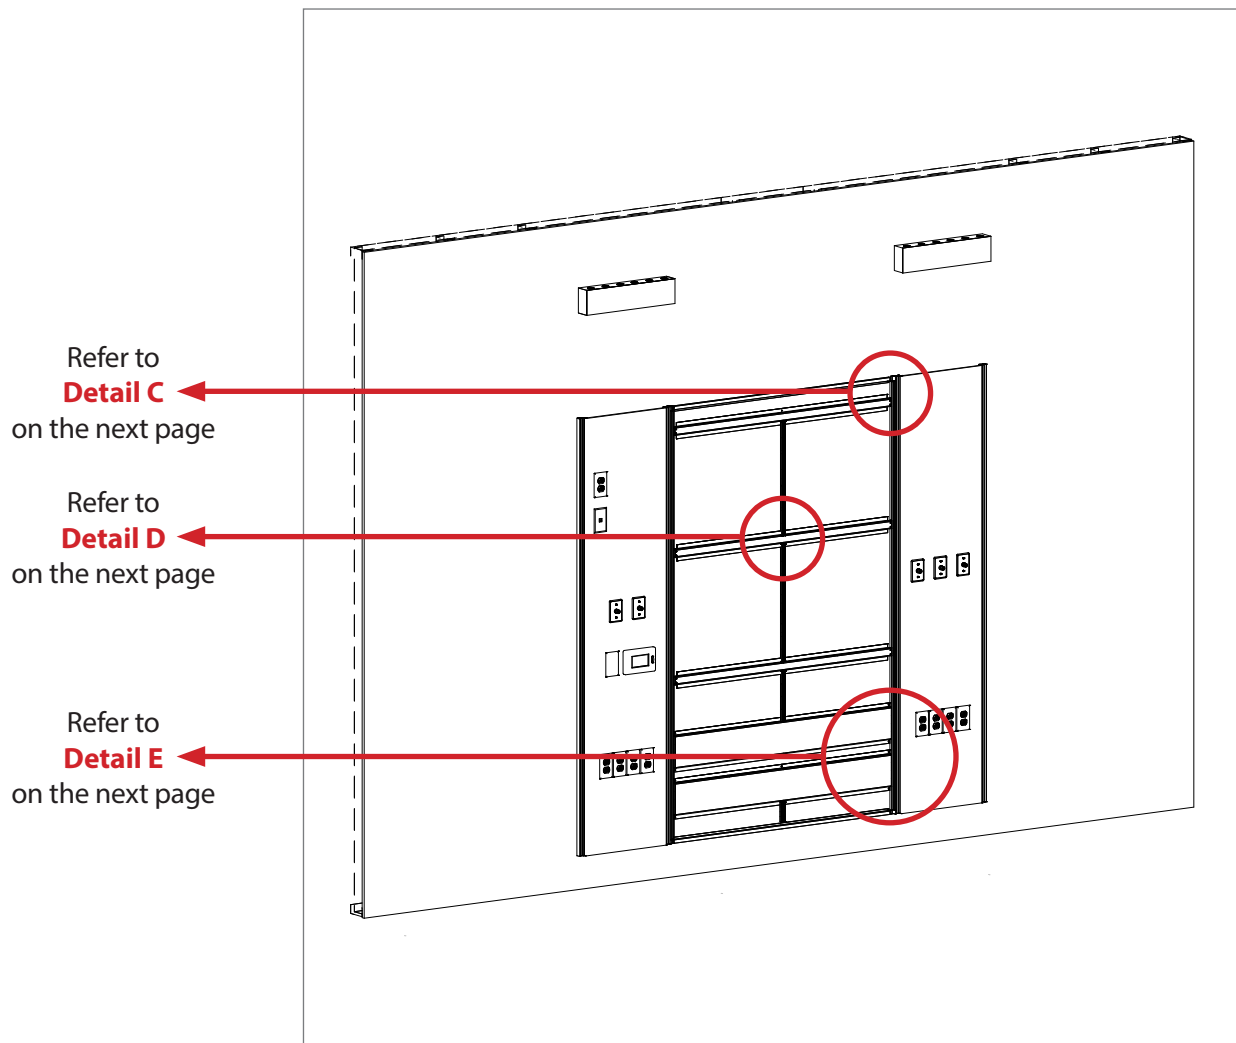 Refer to
Detail C
on the next page
Refer to
Detail D
on the next page
Refer to
Detail E
on the next page